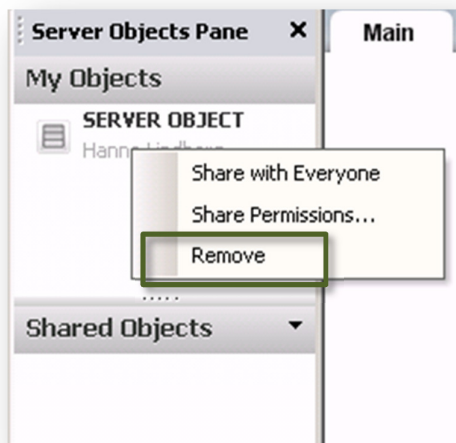 Server Objects Pane
Main
My Objects
SERVER OBJECT
Share with Everyone
Share Permissions...
Remove
Shared Objects